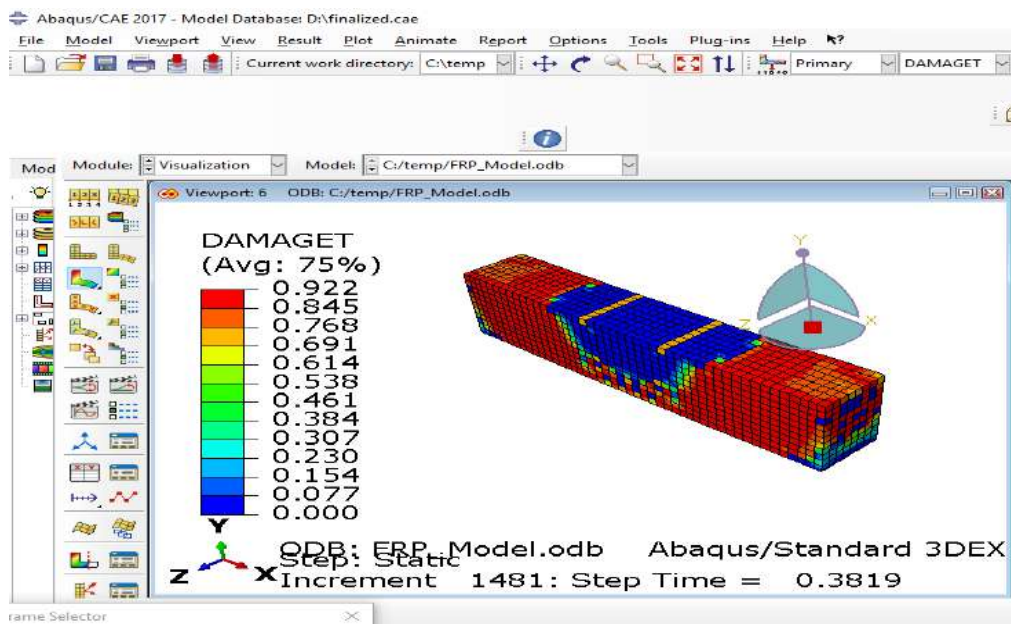 Abaqus/CAE 2017 - Model Database: D:\finalized.cae
File Model Viewport View Result Plot Animate Report Options Tools Plug-ins Help
Current work directory: C:\temp Primary DAMAGET
Mod Module: Visualization Model: C:/temp/FRP_Model.odb
Viewport: 6 ODB: C:/temp/FRP_Model.odb
DAMAGET
(Avg: 75%)
0.922
0.845
0.768
0.691
0.614
0.538
0.461
0.384
0.307
0.230
0.154
0.077
0.000
Y
Z
X
Y
Z
X
ODB: FRP_Model.odb Abaqus/Standard 3DEX
Step: Static
Increment 1481: Step Time = 0.3819
rame Selector